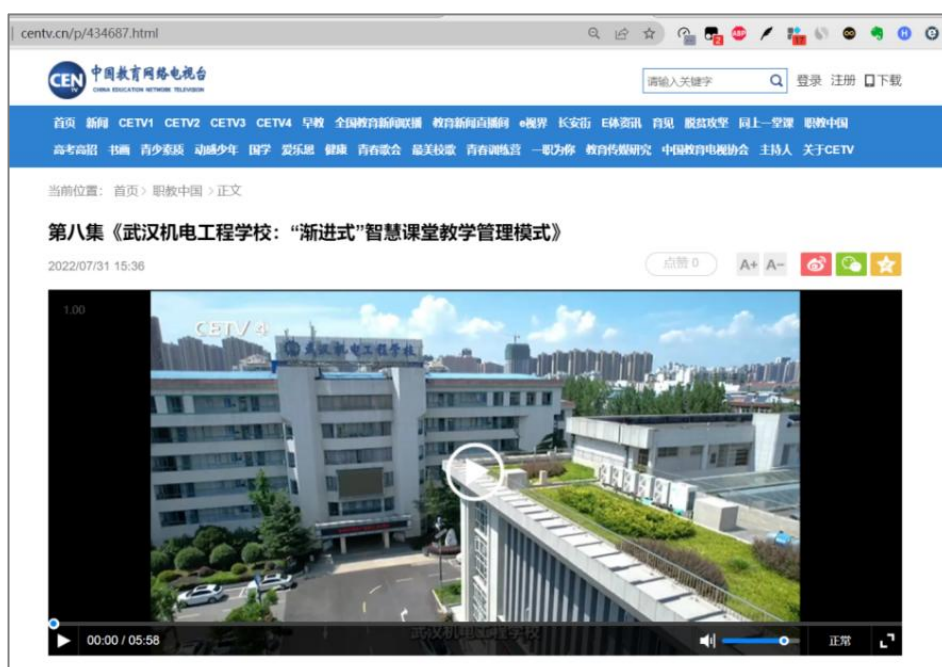 centv.cn/p/434687.html
CEN
TV
中国教育网络电视台
CHINA EDUCATION NETWORK TELEVISION
请输入关键字
登录 注册 下载
首页 新闻 CETV1 CETV2 CETV3 CETV4 早教 全国教育新闻联播 教育新闻直播间 e视界 长安街 E体资讯 育见 脱贫攻坚 同上一堂课 职教中国
高考高招 书画 青少素质 动感少年 国学 爱乐思 健康 青春歌会 最美校歌 青春训练营 一职为你 教育传媒研究 中国教育电视协会 主持人 关于CETV
当前位置: 首页> 职教中国 >正文
第八集《武汉机电工程学校：“渐进式”智慧课堂教学管理模式》
2022/07/31 15:36
点赞 0
A+ A-
1.00
CETV 4
武汉机电工程学校
武汉机电工程学校
00:00 / 05:58
正常